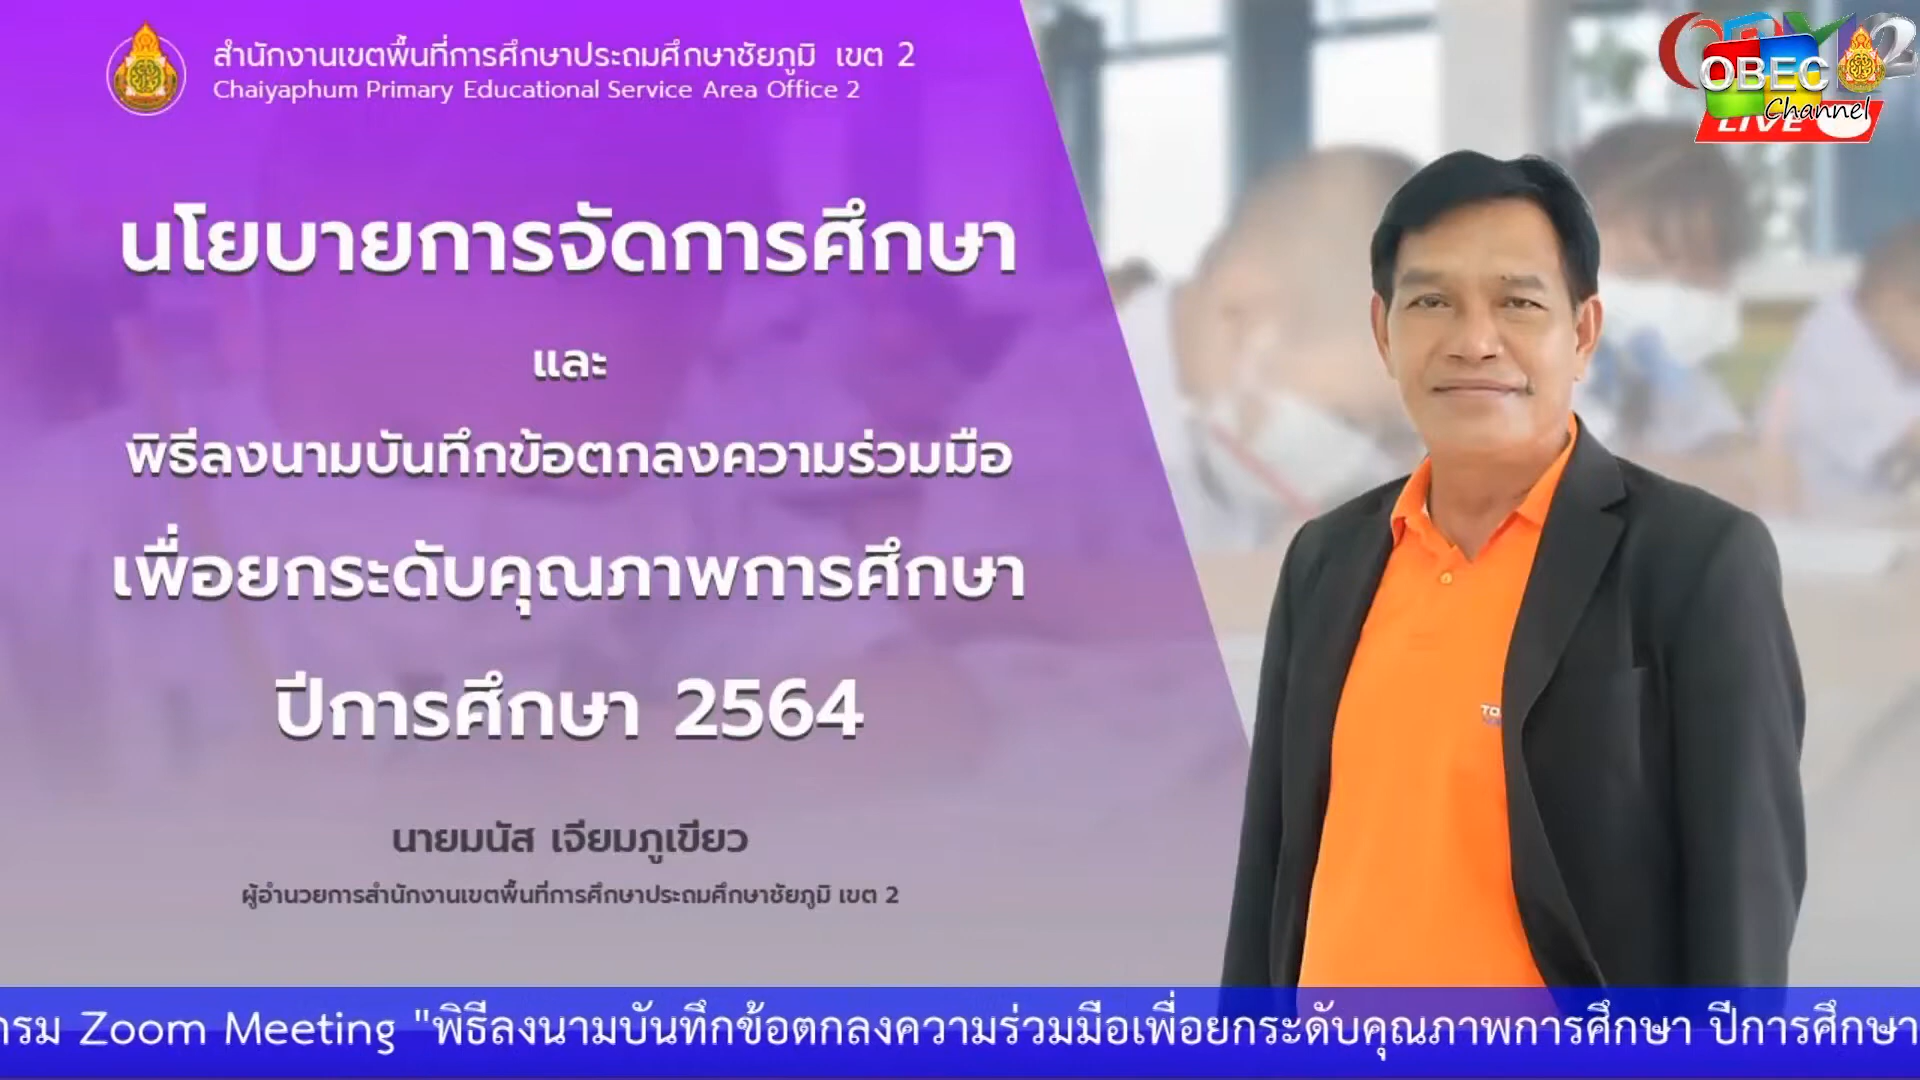 สำนักงานเขตพื้นที่การศึกษาประถมศึกษาชัยภูมิ เขต 2
Chaiyaphum Primary Educational Service Area Office 2
OBEC
Channel
LIVE
นโยบายการจัดการศึกษา
และ
พิธีลงนามบันทึกข้อตกลงความร่วมมือ
เพื่อยกระดับคุณภาพการศึกษา
ปีการศึกษา 2564
นายมนัส เจียมภูเขียว
ผู้อำนวยการสำนักงานเขตพื้นที่การศึกษาประถมศึกษาชัยภูมิ เขต 2
Zoom Meeting "พิธีลงนามบันทึกข้อตกลงความร่วมมือเพื่อยกระดับคุณภาพการศึกษา ปีการศึกษา